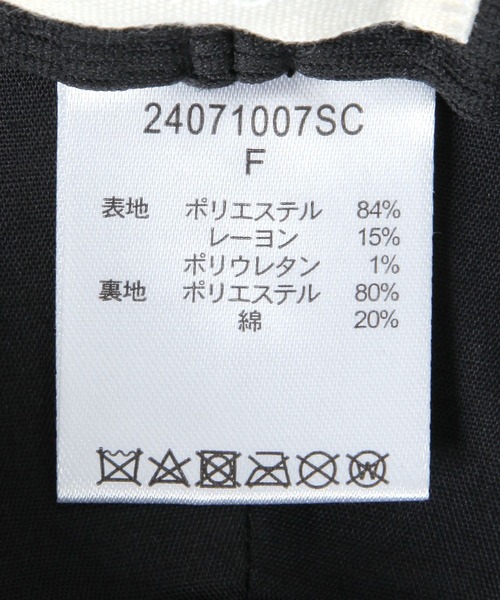 24071007SC
F
表地 ポリエステル 84%
レーヨン 15%
ポリウレタン 1%
裏地 ポリエステル 80%
綿 20%
W